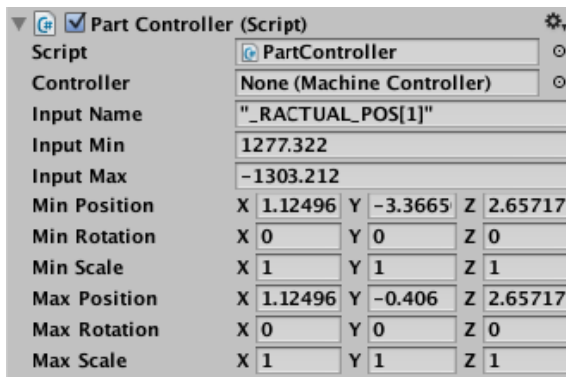 Part Controller (Script)
Script PartController
Controller None (Machine Controller)
Input Name "_RACTUAL_POS[1]"
Input Min 1277.322
Input Max -1303.212
Min Position X 1.12496 Y -3.3665 Z 2.65717
Min Rotation X 0 Y 0 Z 0
Min Scale X 1 Y 1 Z 1
Max Position X 1.12496 Y -0.406 Z 2.65717
Max Rotation X 0 Y 0 Z 0
Max Scale X 1 Y 1 Z 1